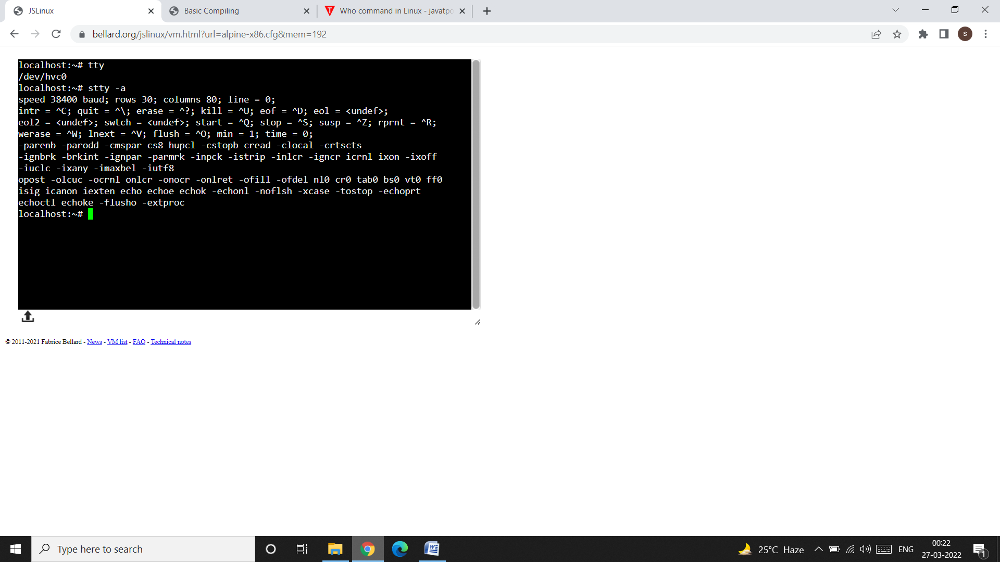 JSLinux
Basic Compiling
Who command in Linux - javatpo
bellard.org/jslinux/vm.html?url=alpine-x86.cfg&mem=192
S
localhost:~# tty
/dev/hvc0
localhost:~# stty -a
speed 38400 baud; rows 30; columns 80; line = 0;
intr = ^C; quit = ^\; erase = ^?; kill = ^U; eof = ^D; eol = <undef>;
eol2 = <undef>; swtch = <undef>; start = ^Q; stop = ^S; susp = ^Z; rprnt = ^R;
werase = ^W; lnext = ^V; flush = ^O; min = 1; time = 0;
-parenb -parodd -cmspar cs8 hupcl -cstopb cread -clocal -crtscts
-ignbrk -brkint -ignpar -parmrk -inpck -istrip -inlcr -igncr icrnl ixon -ixoff
-iuclc -ixany -imaxbel -iutf8
opost -olcuc -ocrnl onlcr -onocr -onlret -ofill -ofdel nl0 cr0 tab0 bs0 vt0 ff0
isig icanon iexten echo echoe echok -echonl -noflsh -xcase -tostop -echoprt
echoctl echoke -flusho -extproc
localhost:~#
© 2011-2021 Fabrice Bellard - News - VM list - FAQ - Technical notes
Type here to search
25°C Haze
ENG
00:22
27-03-2022
1